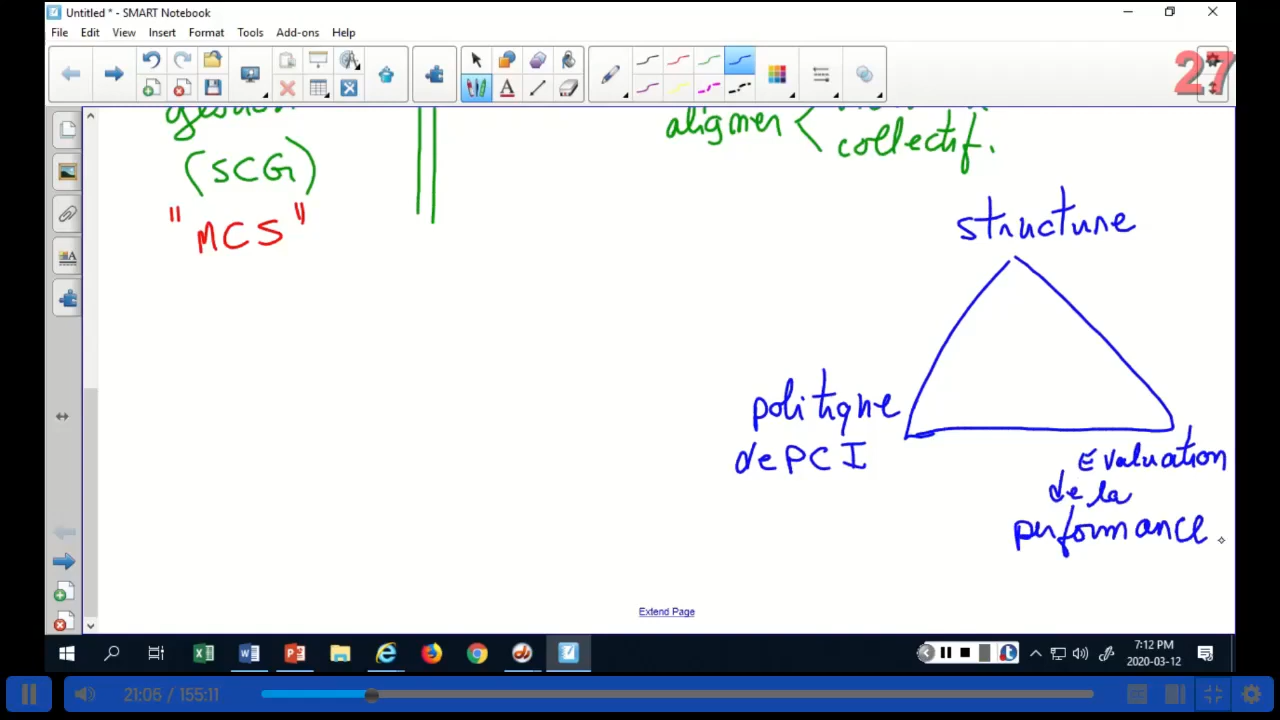 Untitled * - SMART Notebook
File Edit View Insert Format Tools Add-ons Help
27
aligner
collectif.
(SCG)
"MCS"
structure
politique
de PCI
Evaluation
de la
performance
Extend Page
7:12 PM
2020-03-12
21:06 / 155:11